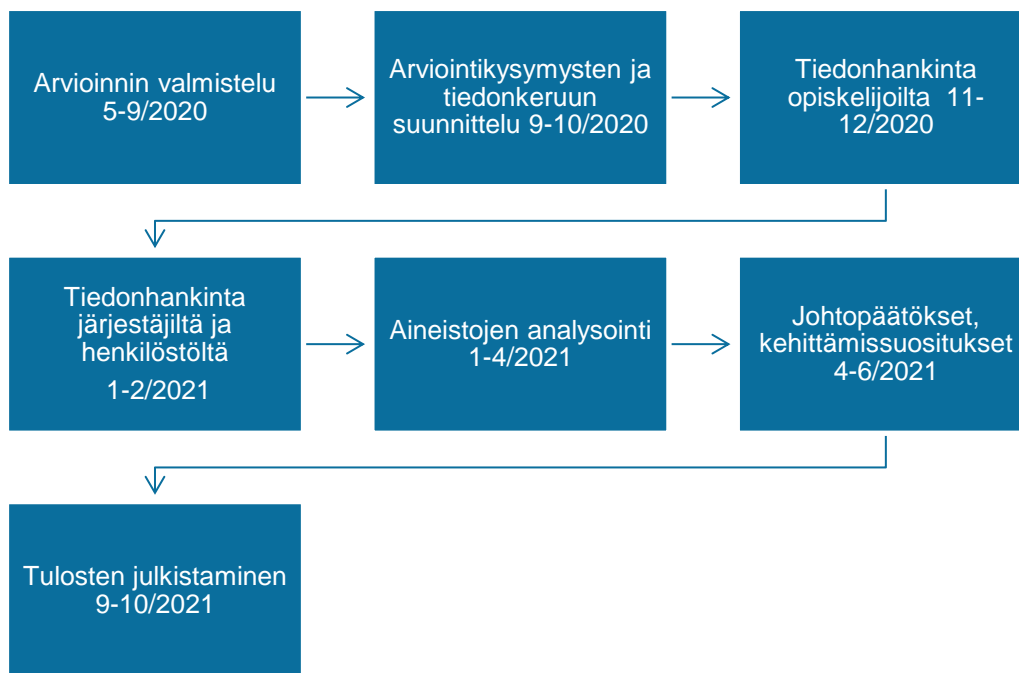 Arvioinnin valmistelu
5-9/2020
Arviointikysymysten ja
tiedonkeruun
suunnittelu 9-10/2020
Tiedonhankinta
opiskelijoilta 11-
12/2020
Tiedonhankinta
järjestäjiltä ja
henkilöstöltä
1-2/2021
Aineistojen analysointi
1-4/2021
Johtopäätökset,
kehittämissuositukset
4-6/2021
Tulosten julkistaminen
9-10/2021